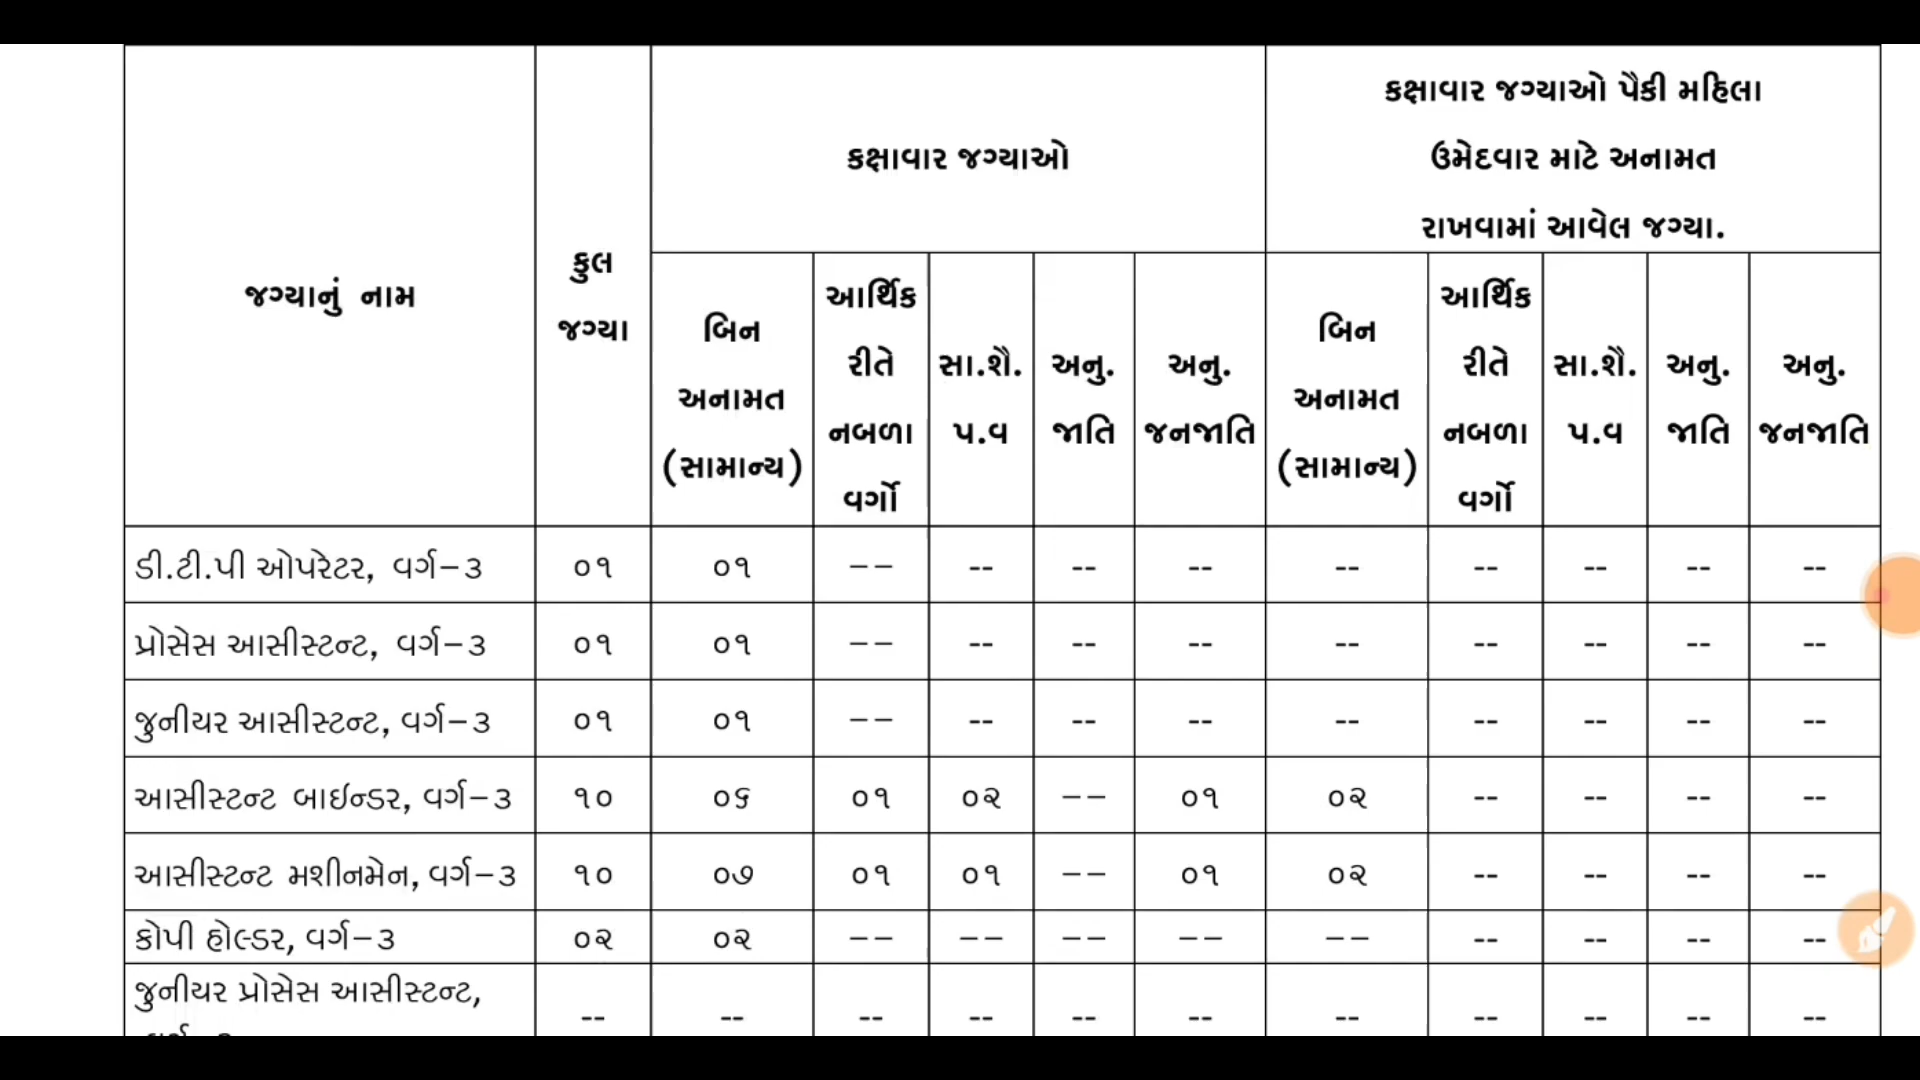 જગ્યાનું નામ
કુલ
જગ્યા
કક્ષાવાર જગ્યાઓ
કક્ષાવાર જગ્યાઓ પૈકી મહિલા
ઉમેદવાર માટે અનામત
રાખવામાં આવેલ જગ્યા.
બિન
અનામત
(સામાન્ય)
આર્થિક
રીતે
નબળા
વર્ગો
સા.શૈ.
પ.વ
અનુ.
જાતિ
અનુ.
જનજાતિ
બિન
અનામત
(સામાન્ય)
આર્થિક
રીતે
નબળા
વર્ગો
સા.શૈ.
પ.વ
અનુ.
જાતિ
અનુ.
જનજાતિ
ડી.ટી.પી ઓપરેટર, વર્ગ–૩ ૦૧ ૦૧ –– -- -- -- -- -- -- -- --
પ્રોસેસ આસીસ્ટન્ટ, વર્ગ–૩ ૦૧ ૦૧ –– -- -- -- -- -- -- -- --
જુનીયર આસીસ્ટન્ટ, વર્ગ–૩ ૦૧ ૦૧ –– -- -- -- -- -- -- -- --
આસીસ્ટન્ટ બાઈન્ડર, વર્ગ–૩ ૧૦ ૦૬ ૦૧ ૦૨ –– ૦૧ ૦૨ -- -- -- --
આસીસ્ટન્ટ મશીનમેન, વર્ગ–૩ ૧૦ ૦૭ ૦૧ ૦૧ –– ૦૧ ૦૨ -- -- -- --
કોપી હોલ્ડર, વર્ગ–૩ ૦૨ ૦૨ –– –– –– –– –– -- -- -- --
જુનીયર પ્રોસેસ આસીસ્ટન્ટ,
-- -- -- -- -- -- -- -- -- -- --